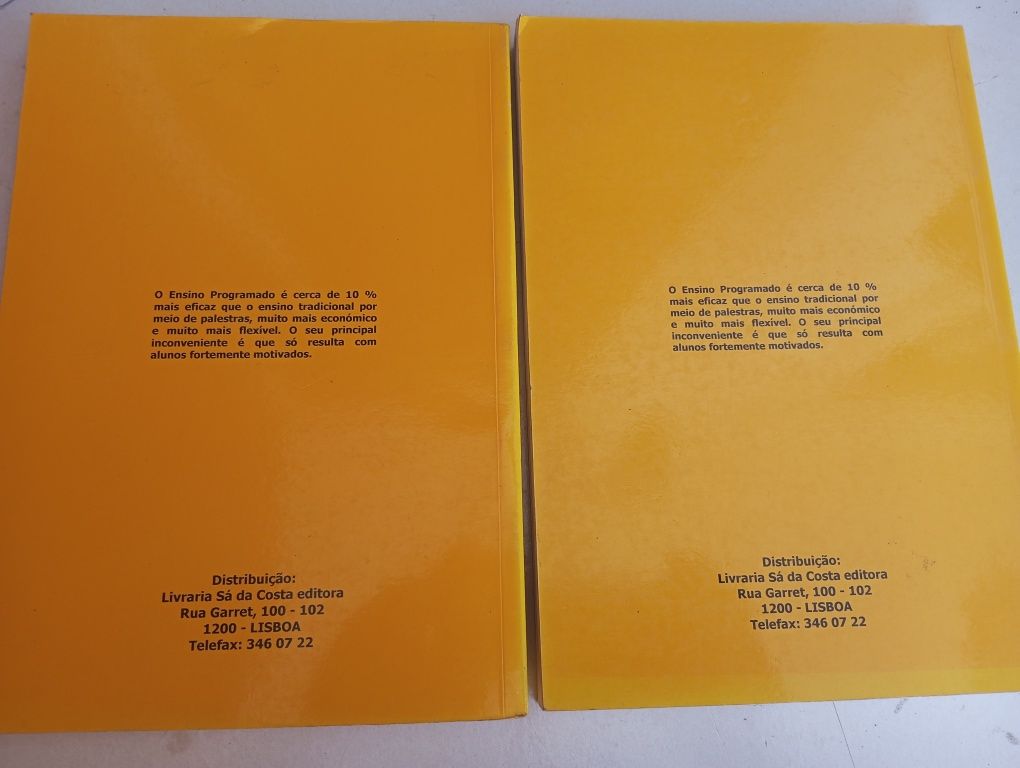 O Ensino Programado é cerca de 10 %
mais eficaz que o ensino tradicional por
meio de palestras, muito mais económico
e muito mais flexível. O seu principal
inconveniente é que só resulta com
alunos fortemente motivados.
Distribuição:
Livraria Sá da Costa editora
Rua Garret, 100 - 102
1200 - LISBOA
Telefax: 346 07 22
O Ensino Programado é cerca de 10 %
mais eficaz que o ensino tradicional por
meio de palestras, muito mais económico
e muito mais flexível. O seu principal
inconveniente é que só resulta com
alunos fortemente motivados.
Distribuição:
Livraria Sá da Costa editora
Rua Garret, 100 - 102
1200 - LISBOA
Telefax: 346 07 22